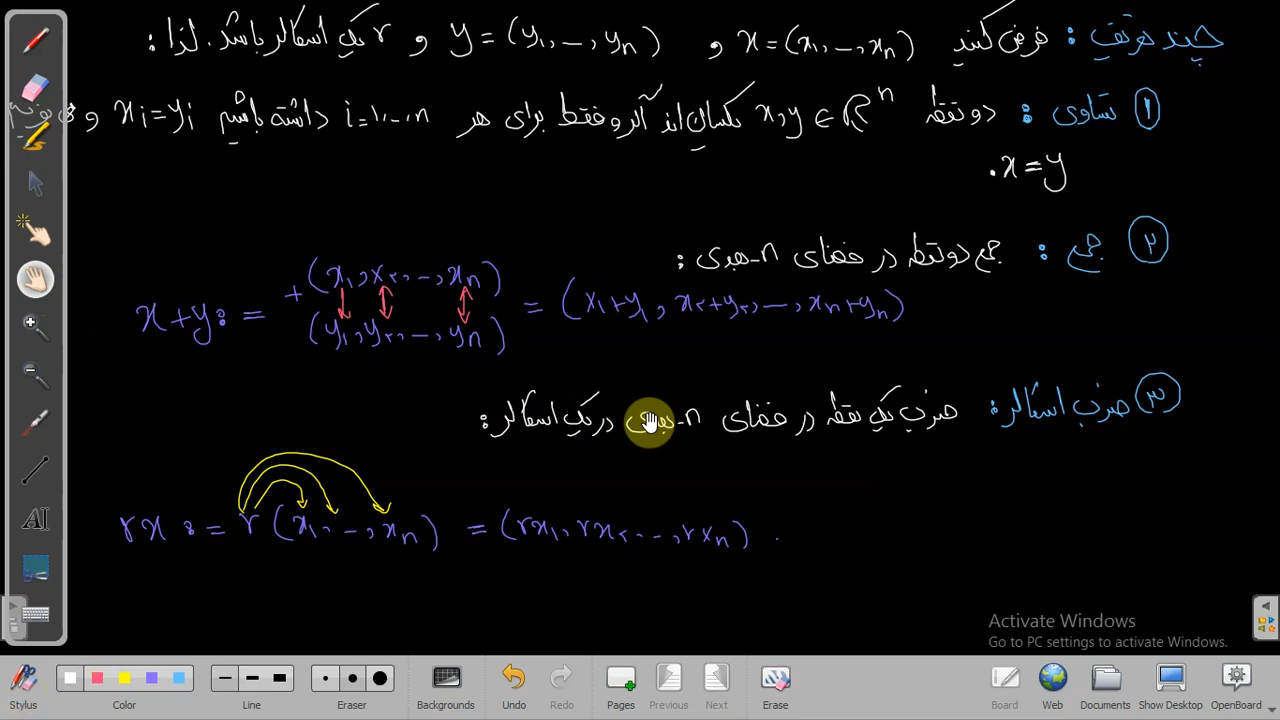 چند تعریف : فرض کنید x = (x₁, ..., xₙ) و y = (y₁, ..., yₙ) و r یک اسکالر باشد. لذا :
① تساوی : دو نقطه x, y ∈ ℝⁿ یکسان اند اگر و فقط برای هر i = 1, ..., n داشته باشیم xᵢ = yᵢ و
x = y.
② جمع : جمع دو نقطه در فضای n-بعدی :
x + y := + (x₁, x₂, ..., xₙ) (y₁, y₂, ..., yₙ) = (x₁+y₁, x₂+y₂, ..., xₙ+yₙ)
③ ضرب اسکالر : ضرب یک نقطه در فضای n-بعدی در یک اسکالر :
rx := r (x₁, ..., xₙ) = (rx₁, rx₂, ..., rxₙ) .
Activate Windows
Go to PC settings to activate Windows.
Stylus Color Line Eraser Backgrounds Undo Redo Pages Previous Next Erase Board Web Documents Show Desktop OpenBoard